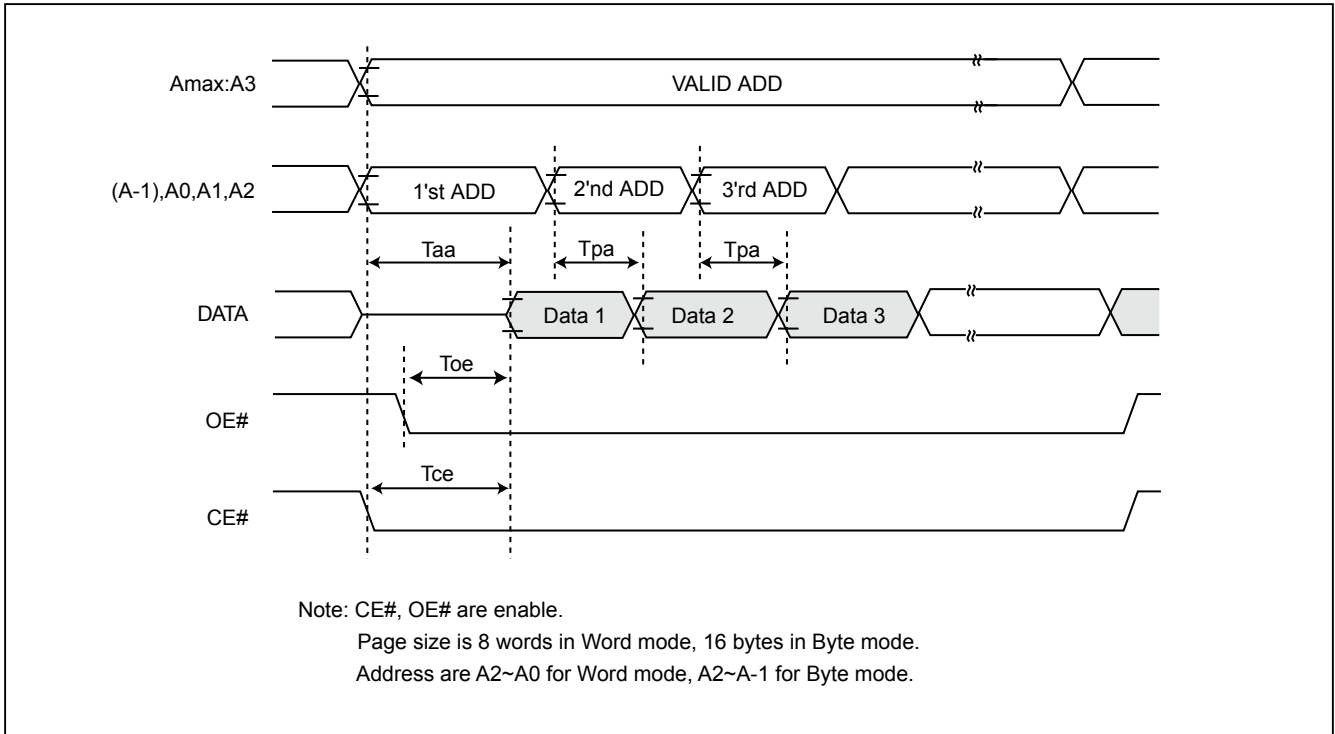 Amax:A3
VALID ADD
(A-1),A0,A1,A2
1'st ADD
2'nd ADD
3'rd ADD
Taa
Tpa
Tpa
DATA
Data 1
Data 2
Data 3
Toe
OE#
Tce
CE#
Note: CE#, OE# are enable.
Page size is 8 words in Word mode, 16 bytes in Byte mode.
Address are A2~A0 for Word mode, A2~A-1 for Byte mode.